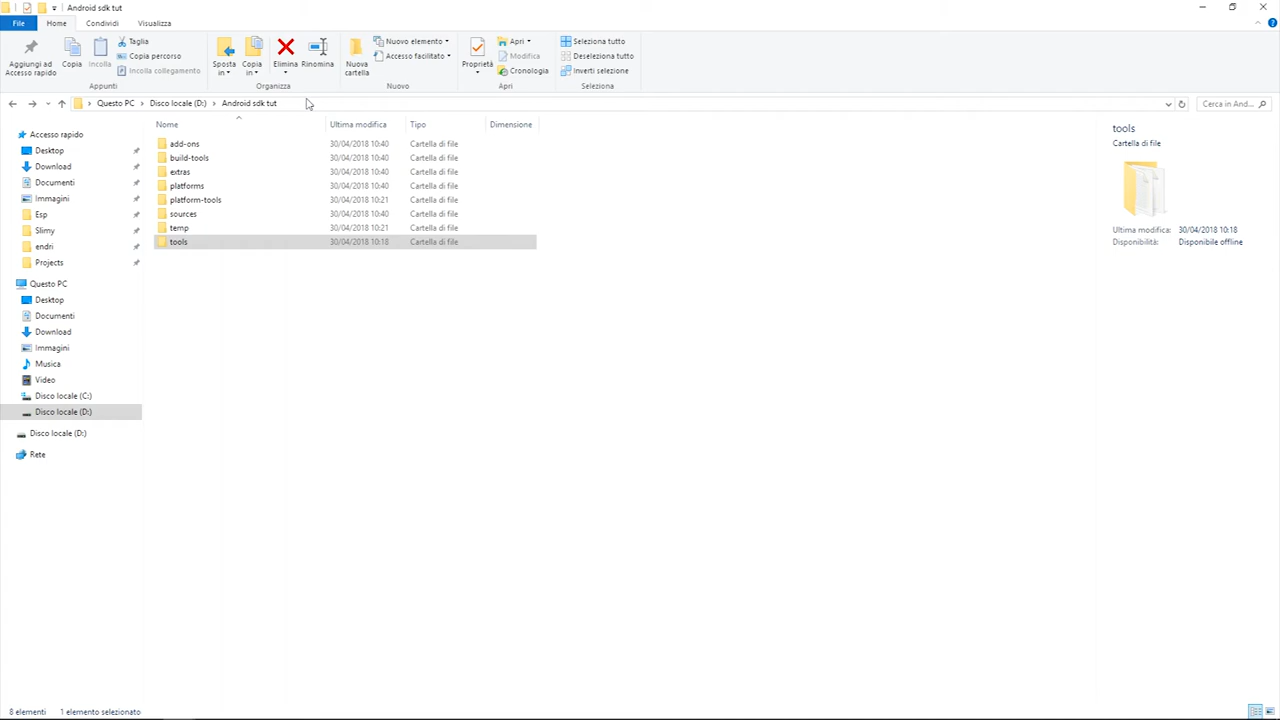 Android sdk tut
File Home Condividi Visualizza
Aggiungi ad Accesso rapido
Copia
Incolla
Taglia
Copia percorso
Incolla collegamento
Appunti
Sposta in
Copia in
Elimina
Rinomina
Organizza
Nuova cartella
Nuovo elemento
Accesso facilitato
Nuovo
Proprietà
Apri
Modifica
Cronologia
Apri
Seleziona tutto
Deseleziona tutto
Inverti selezione
Seleziona
Questo PC > Disco locale (D:) > Android sdk tut
Cerca in And...
Accesso rapido
Desktop
Download
Documenti
Immagini
Esp
Slimy
endri
Projects
Questo PC
Desktop
Documenti
Download
Immagini
Musica
Video
Disco locale (C:)
Disco locale (D:)
Disco locale (D:)
Rete
Nome Ultima modifica Tipo Dimensione
add-ons 30/04/2018 10:40 Cartella di file
build-tools 30/04/2018 10:40 Cartella di file
extras 30/04/2018 10:40 Cartella di file
platforms 30/04/2018 10:40 Cartella di file
platform-tools 30/04/2018 10:21 Cartella di file
sources 30/04/2018 10:40 Cartella di file
temp 30/04/2018 10:21 Cartella di file
tools 30/04/2018 10:18 Cartella di file
tools
Cartella di file
Ultima modifica: 30/04/2018 10:18
Disponibilità: Disponibile offline
8 elementi 1 elemento selezionato